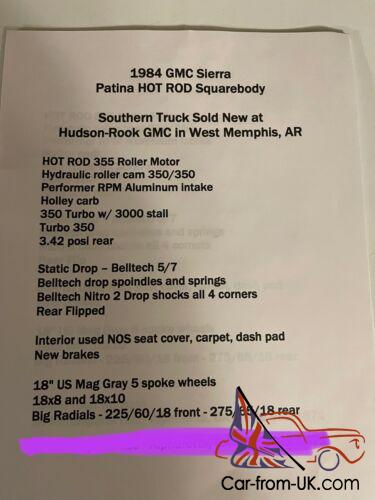 1984 GMC Sierra
Patina HOT ROD Squarebody
Southern Truck Sold New at
Hudson-Rook GMC in West Memphis, AR
HOT ROD 355 Roller Motor
Hydraulic roller cam 350/350
Performer RPM Aluminum intake
Holley carb
350 Turbo w/ 3000 stall
Turbo 350
3.42 posi rear
Static Drop – Belltech 5/7
Belltech drop spoindles and springs
Belltech Nitro 2 Drop shocks all 4 corners
Rear Flipped
Interior used NOS seat cover, carpet, dash pad
New brakes
18" US Mag Gray 5 spoke wheels
18x8 and 18x10
Big Radials - 225/60/18 front - 275/65/18 rear
Car-from-UK.com